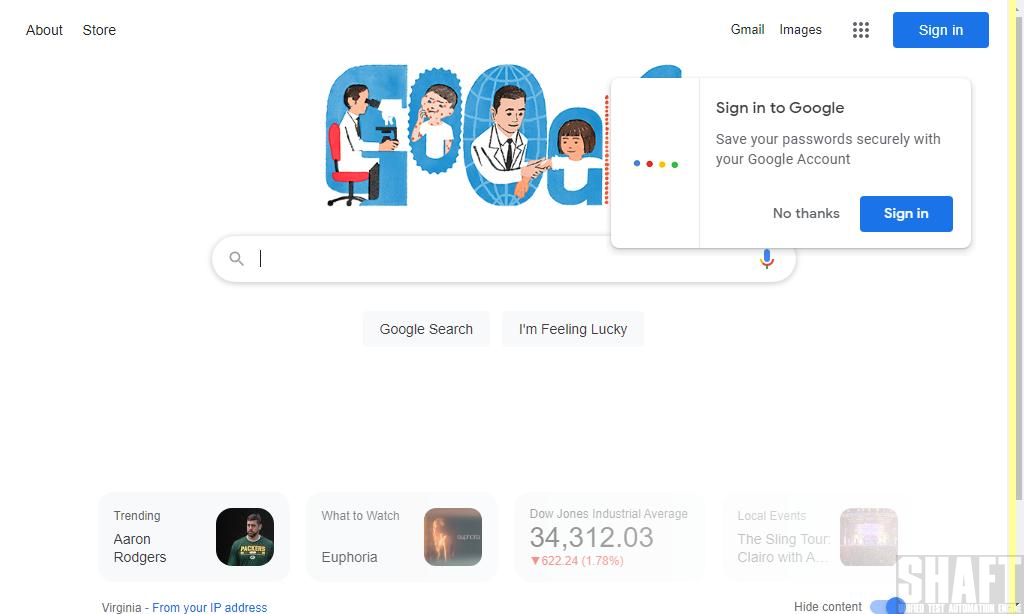 About
Store
Gmail
Images
Sign in
Sign in to Google
Save your passwords securely with
your Google Account
No thanks
Sign in
Google Search
I'm Feeling Lucky
Trending
Aaron
Rodgers
PACKERS
What to Watch
Euphoria
euphoria
Dow Jones Industrial Average
34,312.03
▼622.24 (1.78%)
Local Events
The Sling Tour:
Clairo with A...
Virginia - From your IP address
Hide content
SHAFT